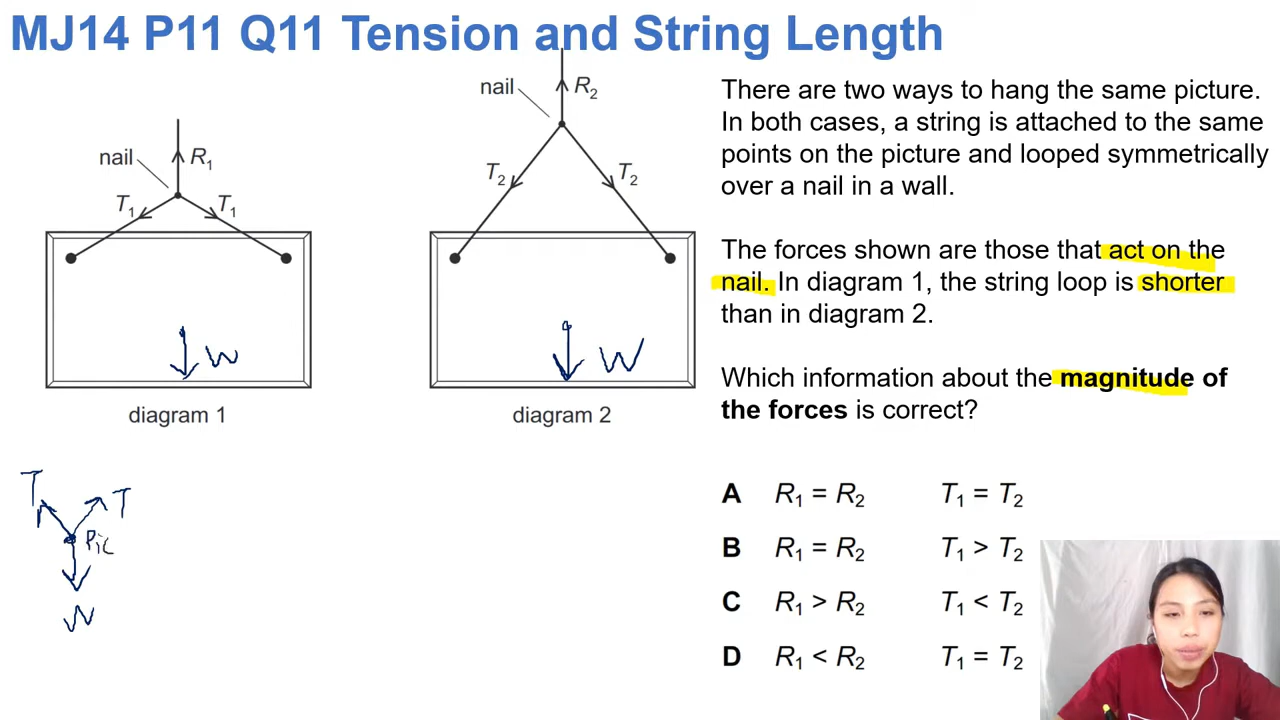 MJ14 P11 Q11 Tension and String Length
nail
R1
T1
T1
diagram 1
nail
R2
T2
T2
diagram 2
W
W
T
T
Pic
W
There are two ways to hang the same picture.
In both cases, a string is attached to the same
points on the picture and looped symmetrically
over a nail in a wall.
The forces shown are those that act on the
nail. In diagram 1, the string loop is shorter
than in diagram 2.
Which information about the magnitude of
the forces is correct?
A R1 = R2 T1 = T2
B R1 = R2 T1 > T2
C R1 > R2 T1 < T2
D R1 < R2 T1 = T2